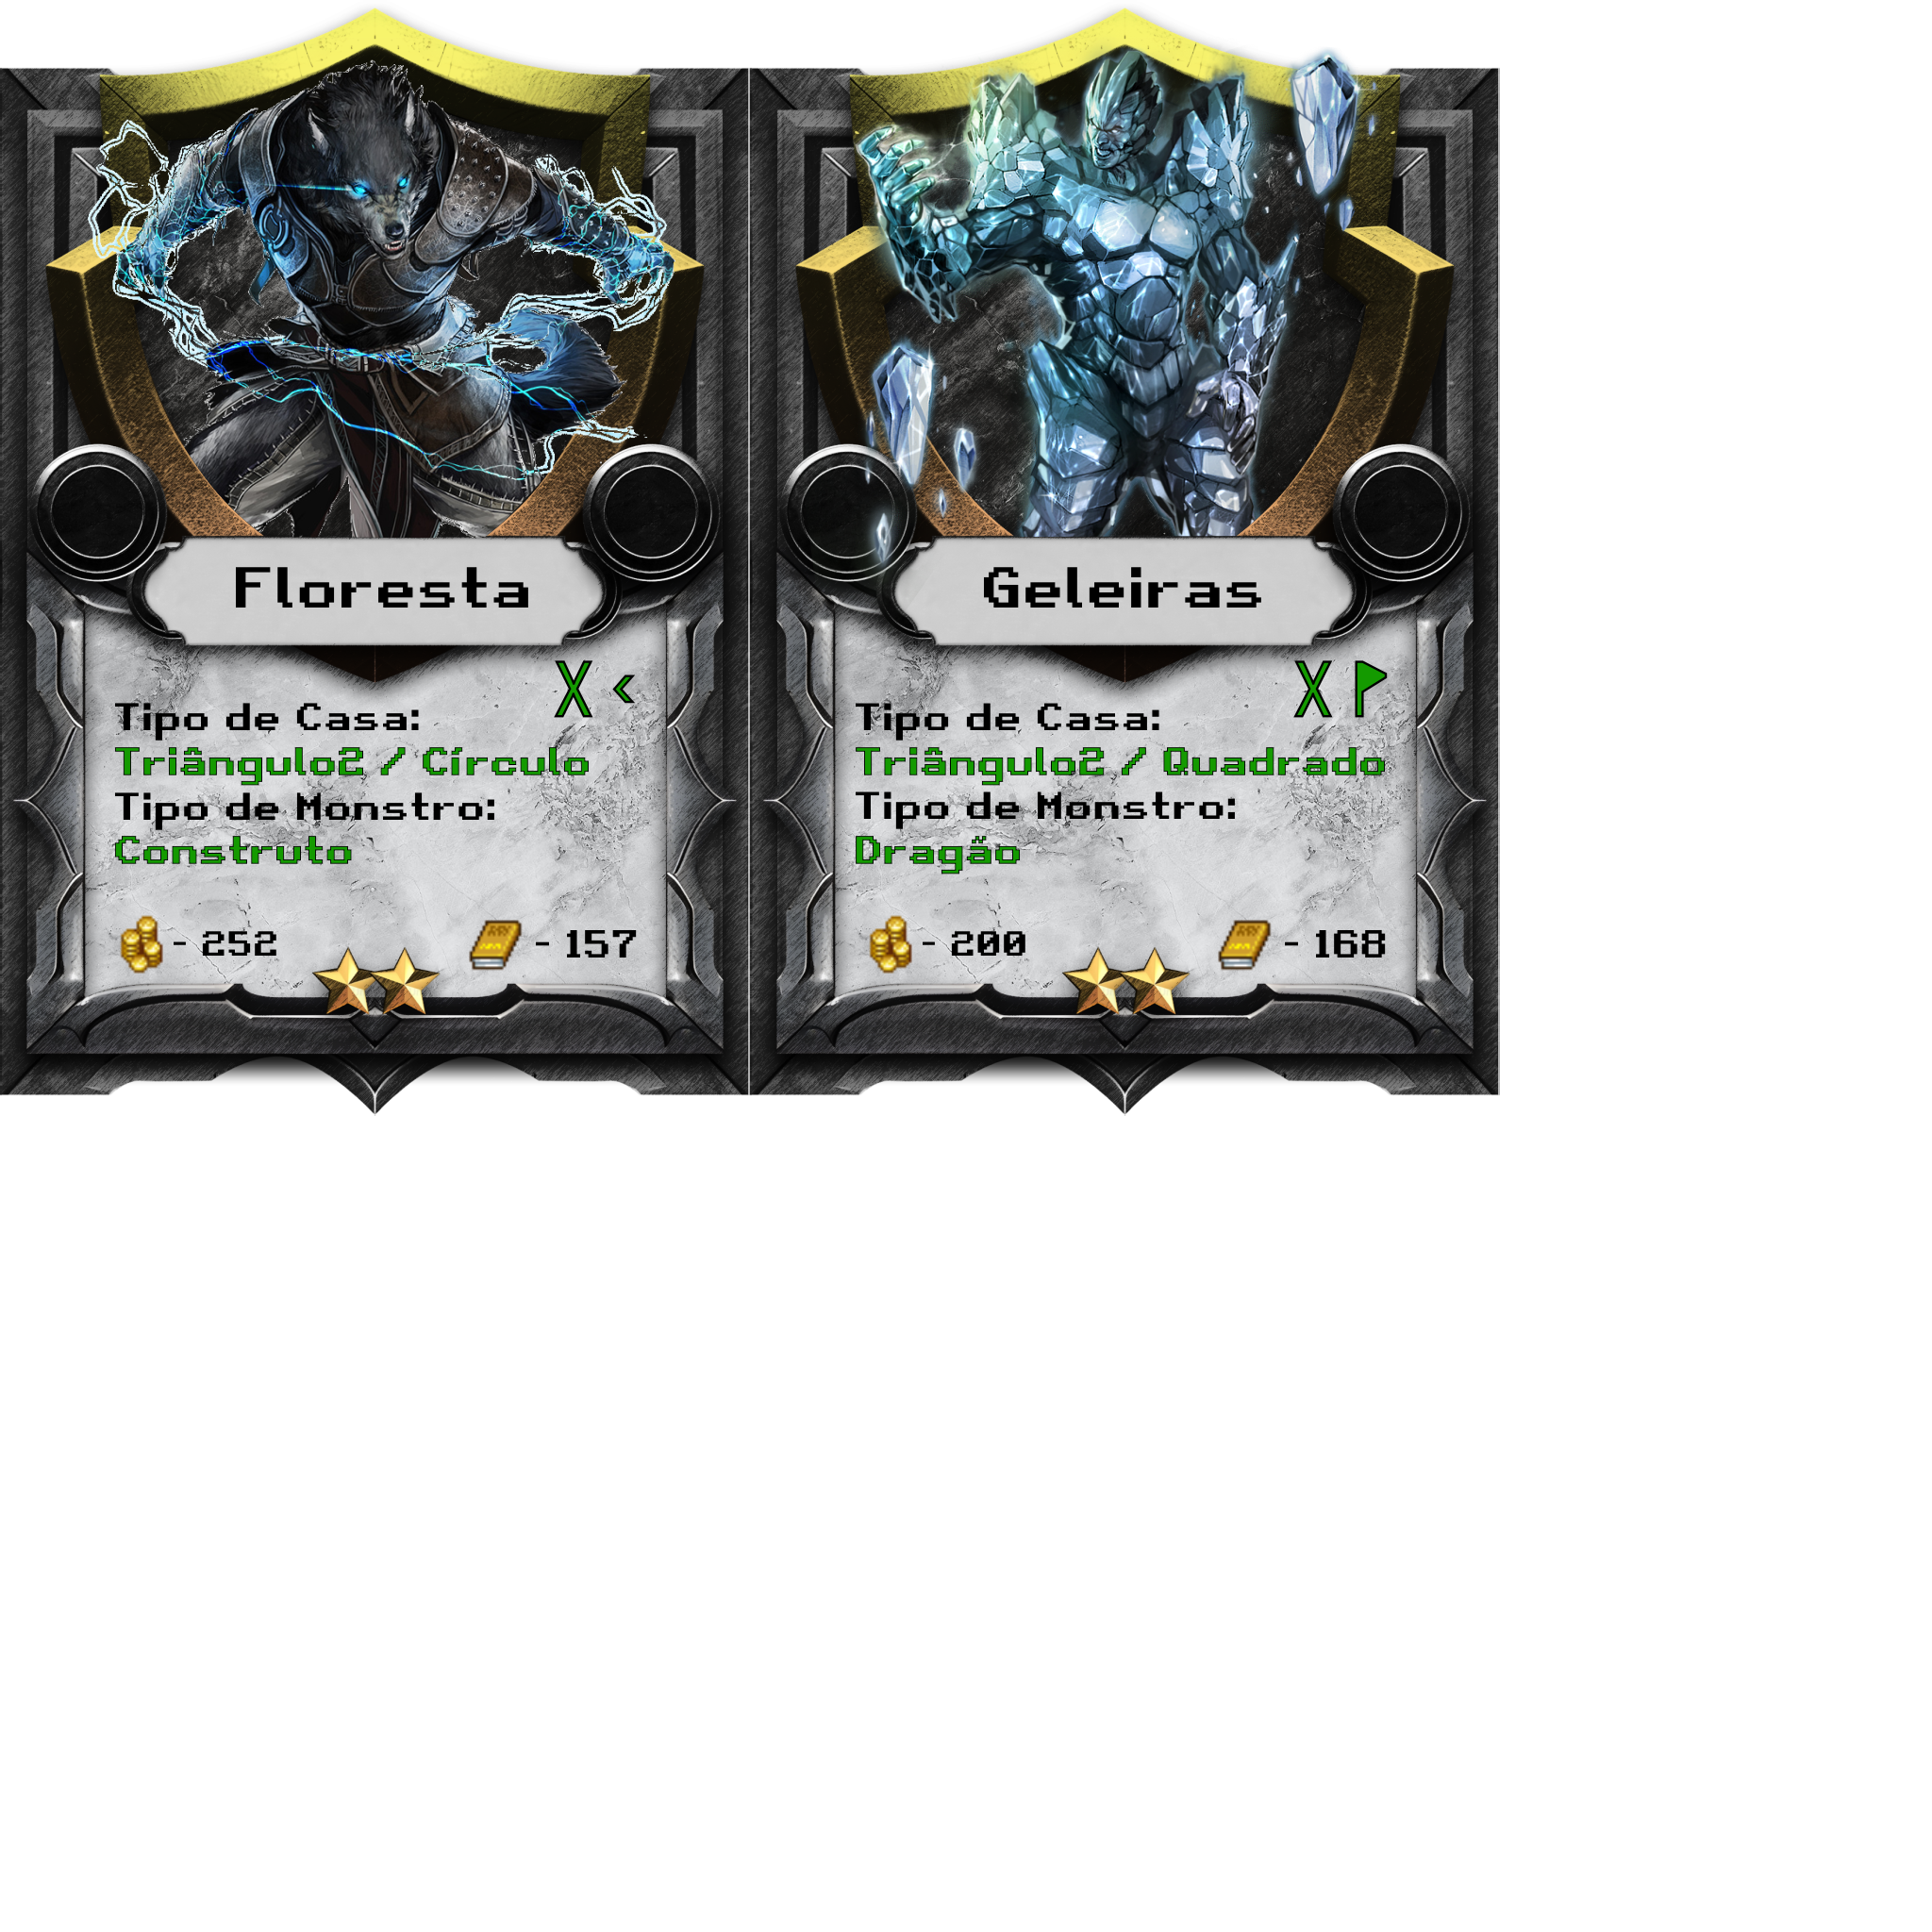 Floresta
ᚷ ᚲ
Tipo de Casa:
Triângulo2 / Círculo
Tipo de Monstro:
Construto
- 252
- 157
Geleiras
ᚷ ᚹ
Tipo de Casa:
Triângulo2 / Quadrado
Tipo de Monstro:
Dragão
- 200
- 168